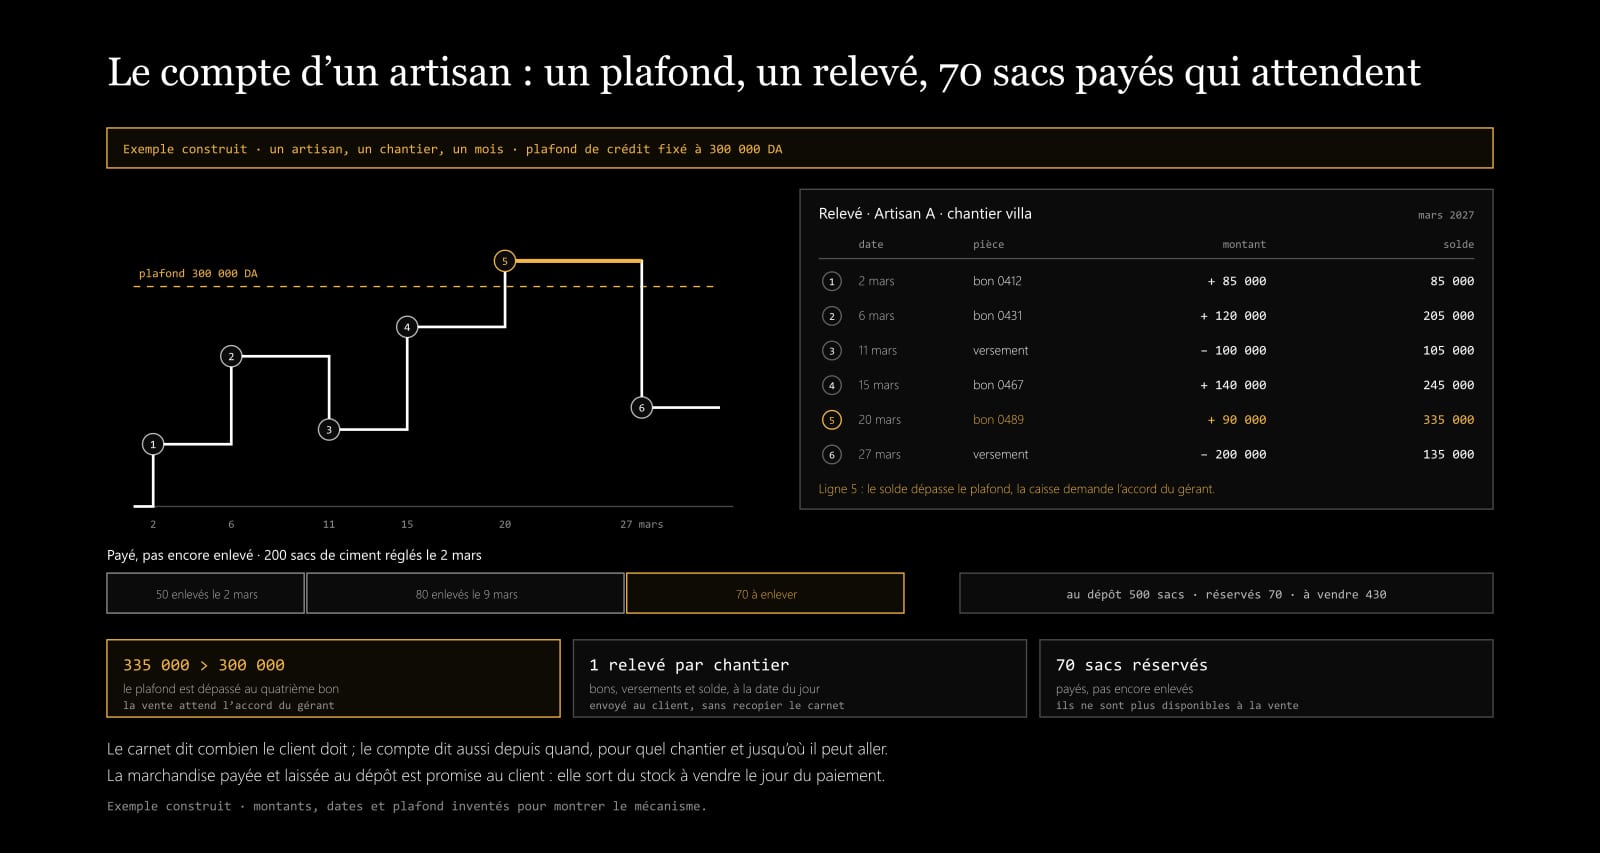 Le compte d’un artisan : un plafond, un relevé, 70 sacs payés qui attendent
Exemple construit · un artisan, un chantier, un mois · plafond de crédit fixé à 300 000 DA
plafond 300 000 DA
5
4
2
6
3
1
2 6 11 15 20 27 mars
Relevé · Artisan A · chantier villa mars 2027
date pièce montant solde
1 2 mars bon 0412 + 85 000 85 000
2 6 mars bon 0431 + 120 000 205 000
3 11 mars versement − 100 000 105 000
4 15 mars bon 0467 + 140 000 245 000
5 20 mars bon 0489 + 90 000 335 000
6 27 mars versement − 200 000 135 000
Ligne 5 : le solde dépasse le plafond, la caisse demande l’accord du gérant.
Payé, pas encore enlevé · 200 sacs de ciment réglés le 2 mars
50 enlevés le 2 mars 80 enlevés le 9 mars 70 à enlever au dépôt 500 sacs · réservés 70 · à vendre 430
335 000 > 300 000
le plafond est dépassé au quatrième bon
la vente attend l’accord du gérant
1 relevé par chantier
bons, versements et solde, à la date du jour
envoyé au client, sans recopier le carnet
70 sacs réservés
payés, pas encore enlevés
ils ne sont plus disponibles à la vente
Le carnet dit combien le client doit ; le compte dit aussi depuis quand, pour quel chantier et jusqu’où il peut aller.
La marchandise payée et laissée au dépôt est promise au client : elle sort du stock à vendre le jour du paiement.
Exemple construit · montants, dates et plafond inventés pour montrer le mécanisme.